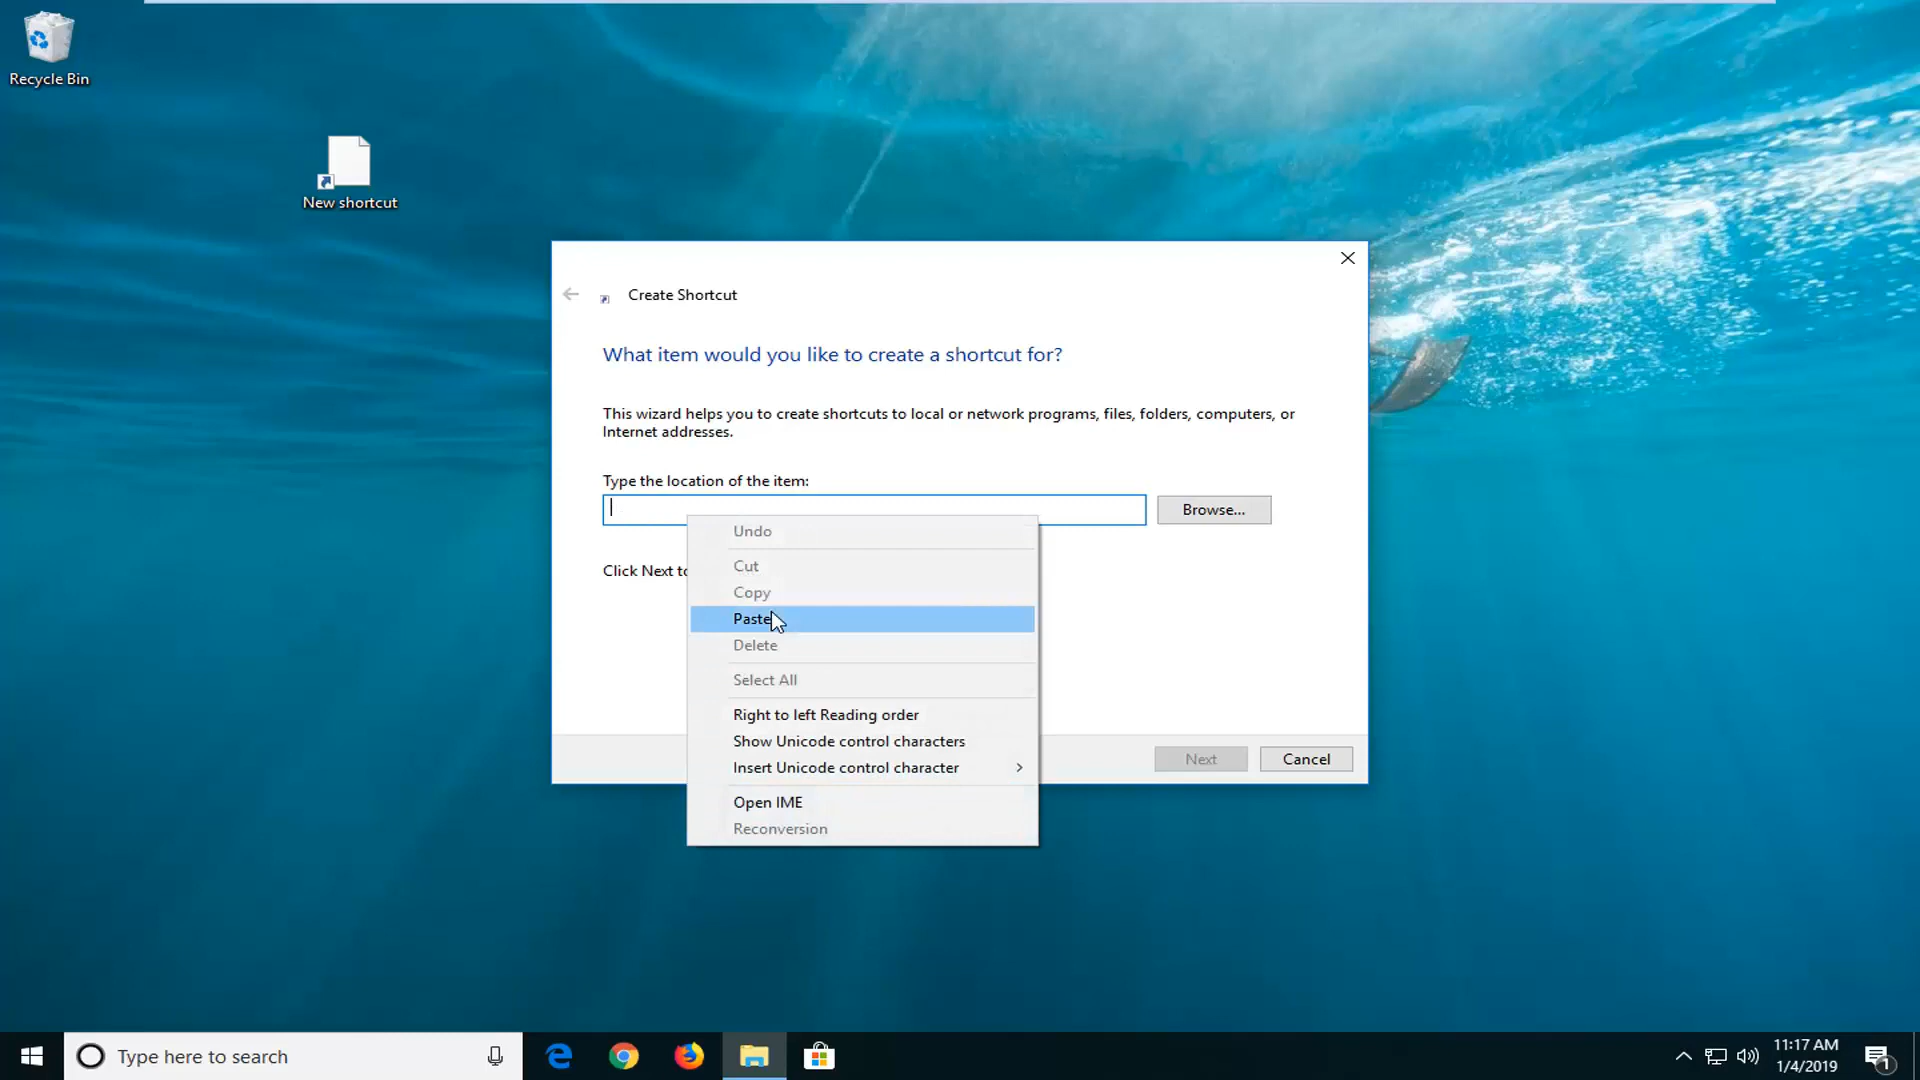 Recycle Bin
New shortcut
Create Shortcut
What item would you like to create a shortcut for?
This wizard helps you to create shortcuts to local or network programs, files, folders, computers, or
Internet addresses.
Type the location of the item:
Browse...
Click Next to
Undo
Cut
Copy
Paste
Delete
Select All
Right to left Reading order
Show Unicode control characters
Insert Unicode control character
Open IME
Reconversion
Next
Cancel
Type here to search
11:17 AM
1/4/2019
1